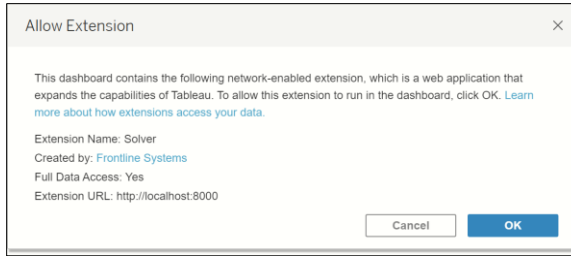 Allow Extension
This dashboard contains the following network-enabled extension, which is a web application that
expands the capabilities of Tableau. To allow this extension to run in the dashboard, click OK. Learn
more about how extensions access your data.
Extension Name: Solver
Created by: Frontline Systems
Full Data Access: Yes
Extension URL: http://localhost:8000
Cancel OK